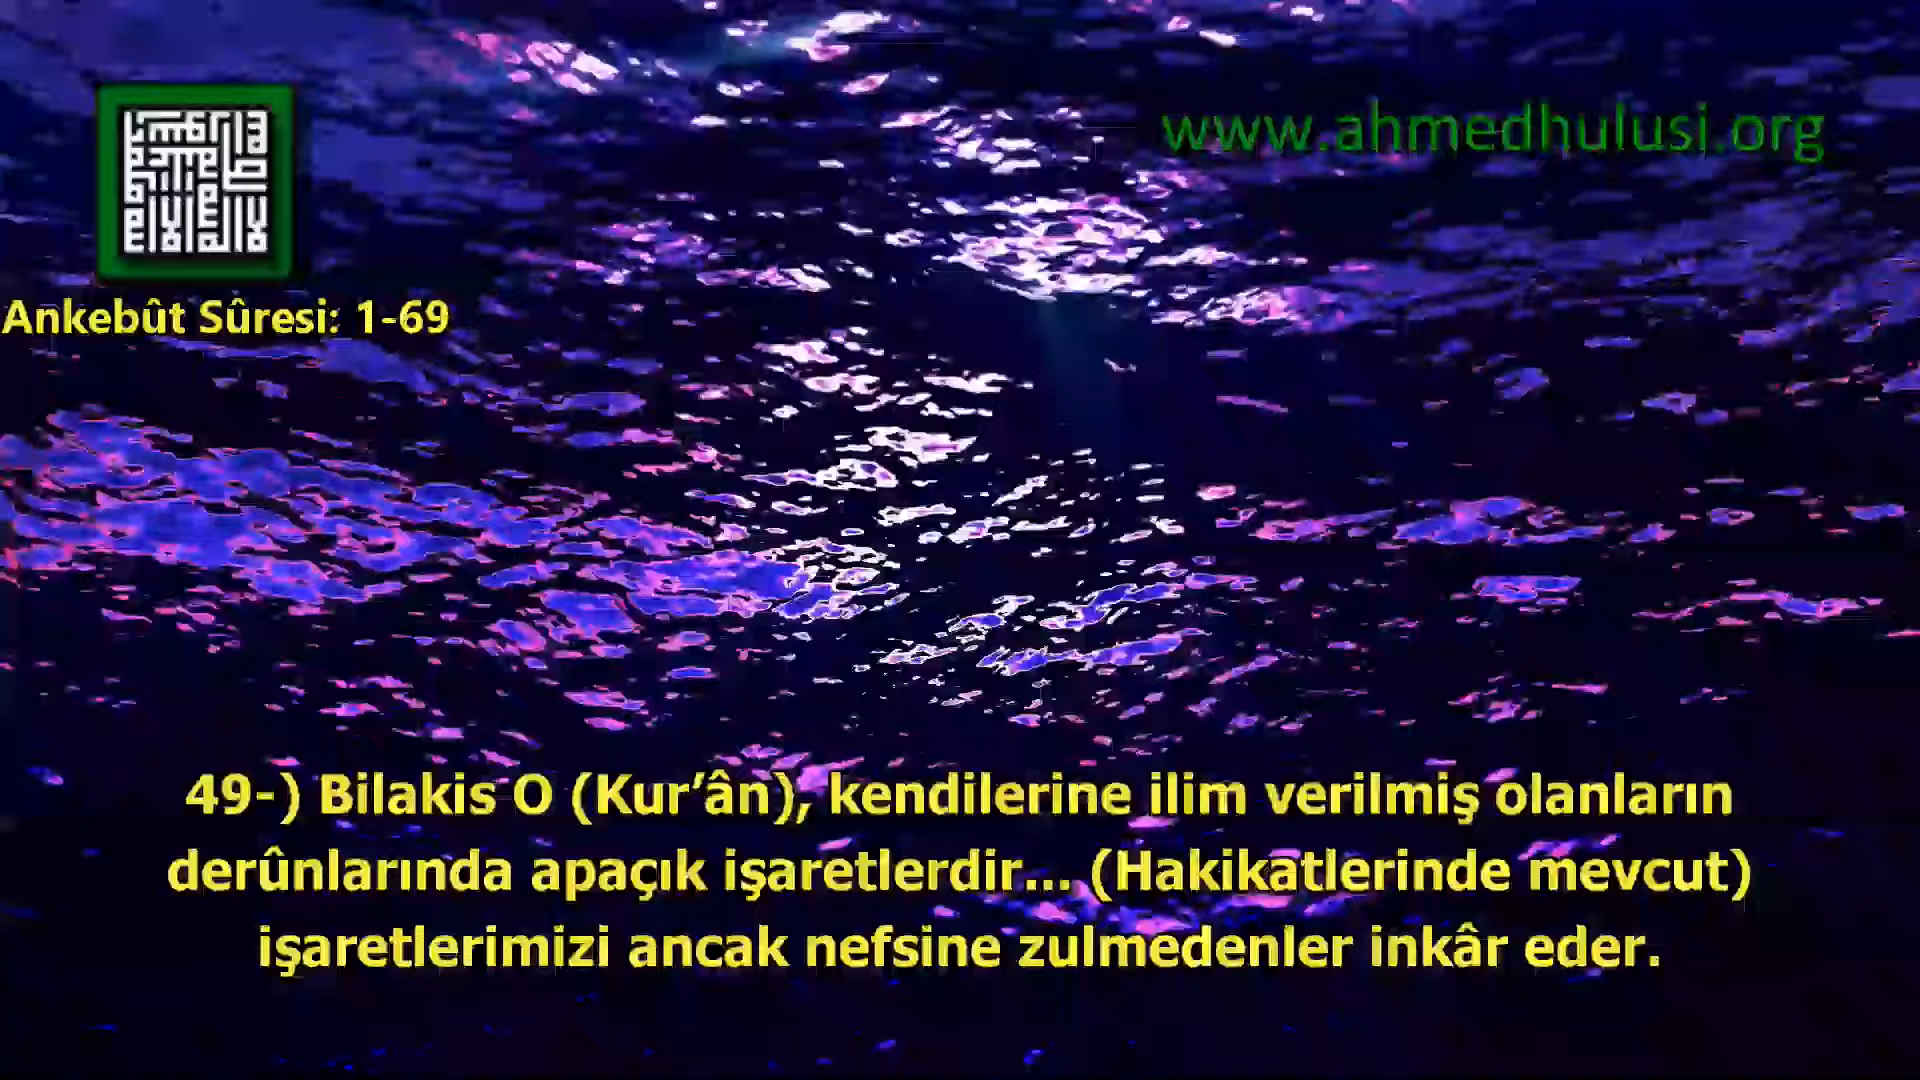 www.ahmedhulusi.org
Ankebût Sûresi: 1-69
49-) Bilakis O (Kur’ân), kendilerine ilim verilmiş olanların
derûnlarında apaçık işaretlerdir... (Hakikatlerinde mevcut)
işaretlerimizi ancak nefsine zulmedenler inkâr eder.